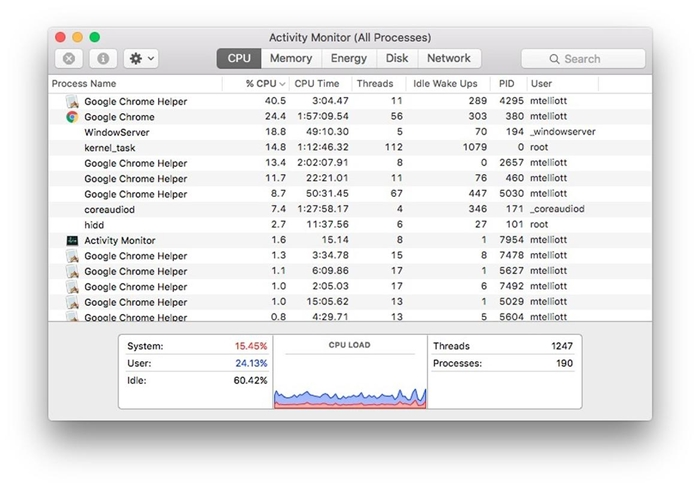 Activity Monitor (All Processes)
CPU Memory Energy Disk Network Search
Process Name % CPU CPU Time Threads Idle Wake Ups PID User
Google Chrome Helper 40.5 3:04.47 11 289 4295 mtelliott
Google Chrome 24.4 1:57:09.54 56 303 380 mtelliott
WindowServer 18.8 49:10.30 5 70 194 _windowserver
kernel_task 14.8 1:12:46.32 112 1079 0 root
Google Chrome Helper 13.4 2:02:07.91 8 0 2657 mtelliott
Google Chrome Helper 11.7 22:21.01 11 76 460 mtelliott
Google Chrome Helper 8.7 50:31.45 67 447 5030 mtelliott
coreaudiod 7.4 1:27:58.17 4 346 171 _coreaudiod
hidd 2.7 11:37.56 6 27 101 root
Activity Monitor 1.6 15.14 8 1 7954 mtelliott
Google Chrome Helper 1.3 3:34.78 15 8 7478 mtelliott
Google Chrome Helper 1.1 6:09.86 17 1 5627 mtelliott
Google Chrome Helper 1.0 2:05.03 17 6 7492 mtelliott
Google Chrome Helper 1.0 15:05.62 13 1 5029 mtelliott
Google Chrome Helper 0.8 4:29.71 13 5 5604 mtelliott
System: 15.45% CPU LOAD Threads 1247
User: 24.13% Processes: 190
Idle: 60.42%